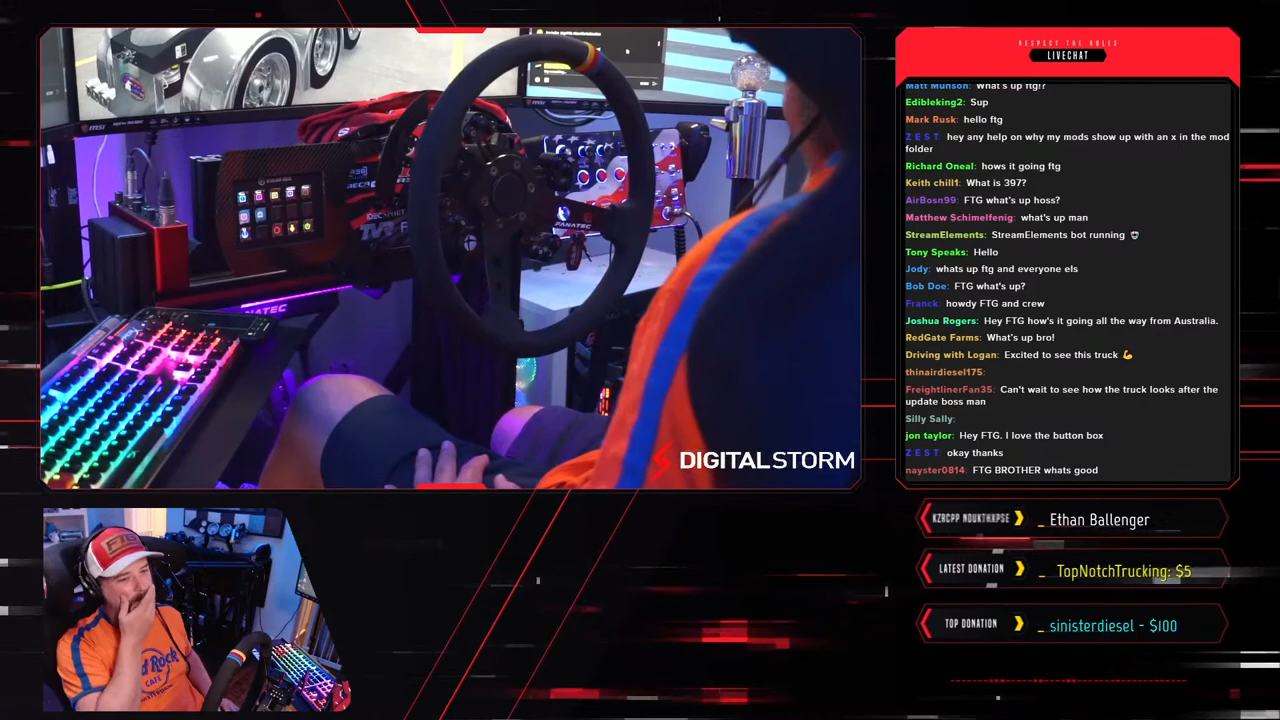 RESPECT THE RULES
LIVECHAT
Matt Munson: What's up ftg!?
Edibleking2: Sup
Mark Rusk: hello ftg
Z E S T hey any help on why my mods show up with an x in the mod
folder
Richard Oneal: hows it going ftg
Keith chill1: What is 397?
AirBosn99: FTG what's up hoss?
Matthew Schimelfenig: what's up man
StreamElements: StreamElements bot running
Tony Speaks: Hello
Jody: whats up ftg and everyone els
Bob Doe: FTG what's up?
Franck: howdy FTG and crew
Joshua Rogers: Hey FTG how's it going all the way from Australia.
RedGate Farms: What's up bro!
Driving with Logan: Excited to see this truck 💪
thinairdiesel175:
FreightlinerFan35: Can't wait to see how the truck looks after the
update boss man
Silly Sally:
jon taylor: Hey FTG. I love the button box
Z E S T okay thanks
nayster0814: FTG BROTHER whats good
msi
FANATEC
FANATEC
DIGITALSTORM
_ Ethan Ballenger
LATEST DONATION _ TopNotchTrucking: $5
TOP DONATION _ sinisterdiesel - $100
FTG
Rock
CAFE